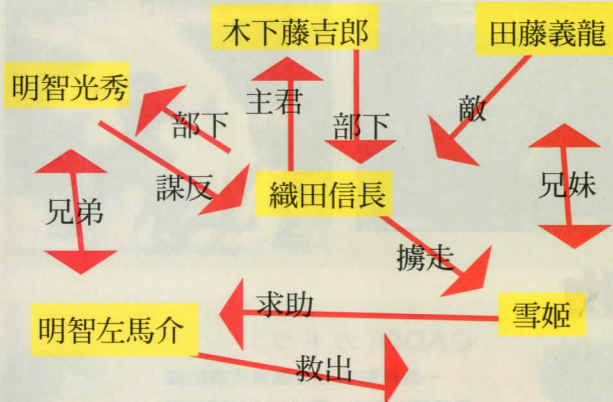 木下藤吉郎
田藤義龍
明智光秀
部下
主君
部下
敵
謀反
織田信長
兄弟
兄妹
擄走
求助
雪姫
明智左馬介
救出